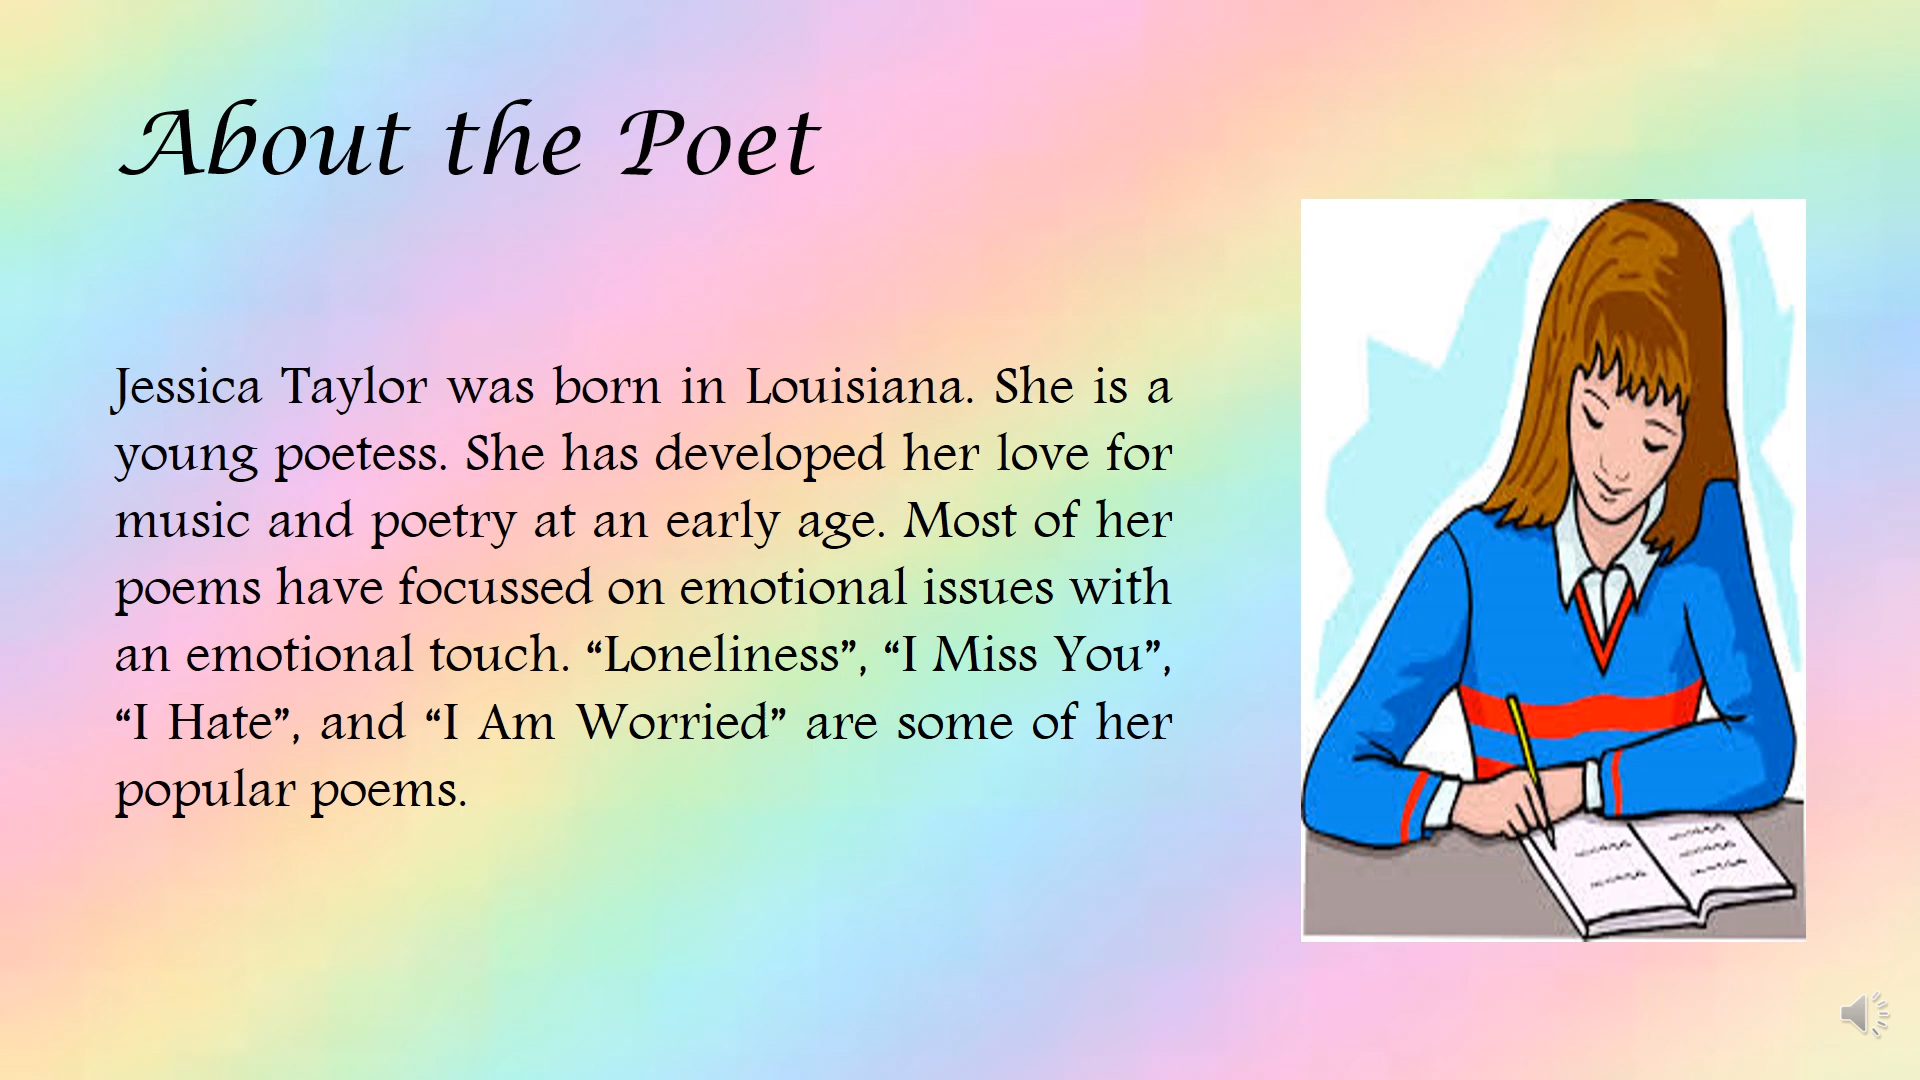 About the Poet
Jessica Taylor was born in Louisiana. She is a
young poetess. She has developed her love for
music and poetry at an early age. Most of her
poems have focussed on emotional issues with
an emotional touch. “Loneliness”, “I Miss You”,
“I Hate”, and “I Am Worried” are some of her
popular poems.